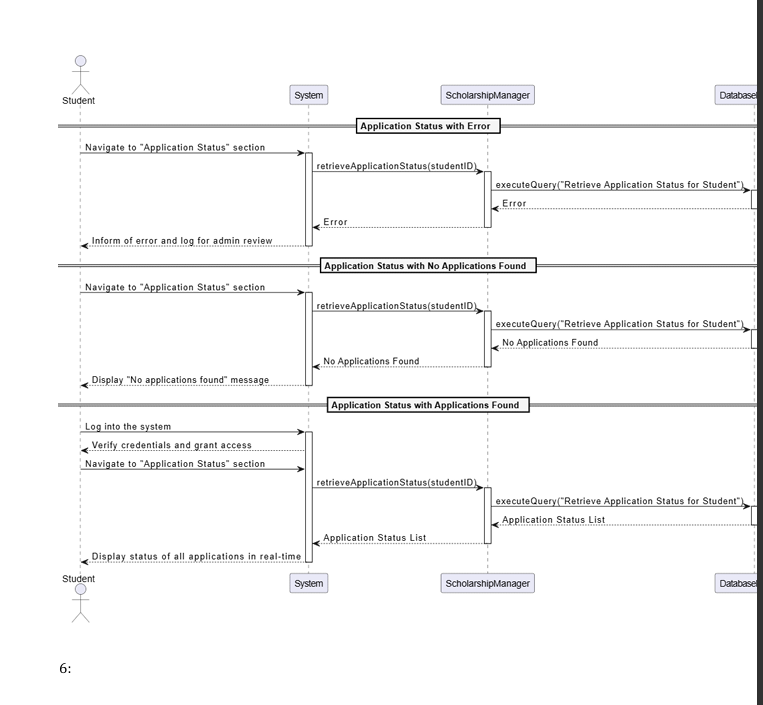 Student
System
ScholarshipManager
Database
Application Status with Error
Navigate to "Application Status" section
retrieveApplicationStatus(studentID)
executeQuery("Retrieve Application Status for Student")
Error
Error
Inform of error and log for admin review
Application Status with No Applications Found
Navigate to "Application Status" section
retrieveApplicationStatus(studentID)
executeQuery("Retrieve Application Status for Student")
No Applications Found
No Applications Found
Display "No applications found" message
Application Status with Applications Found
Log into the system
Verify credentials and grant access
Navigate to "Application Status" section
retrieveApplicationStatus(studentID)
executeQuery("Retrieve Application Status for Student")
Application Status List
Application Status List
Display status of all applications in real-time
Student
System
ScholarshipManager
Database
6: